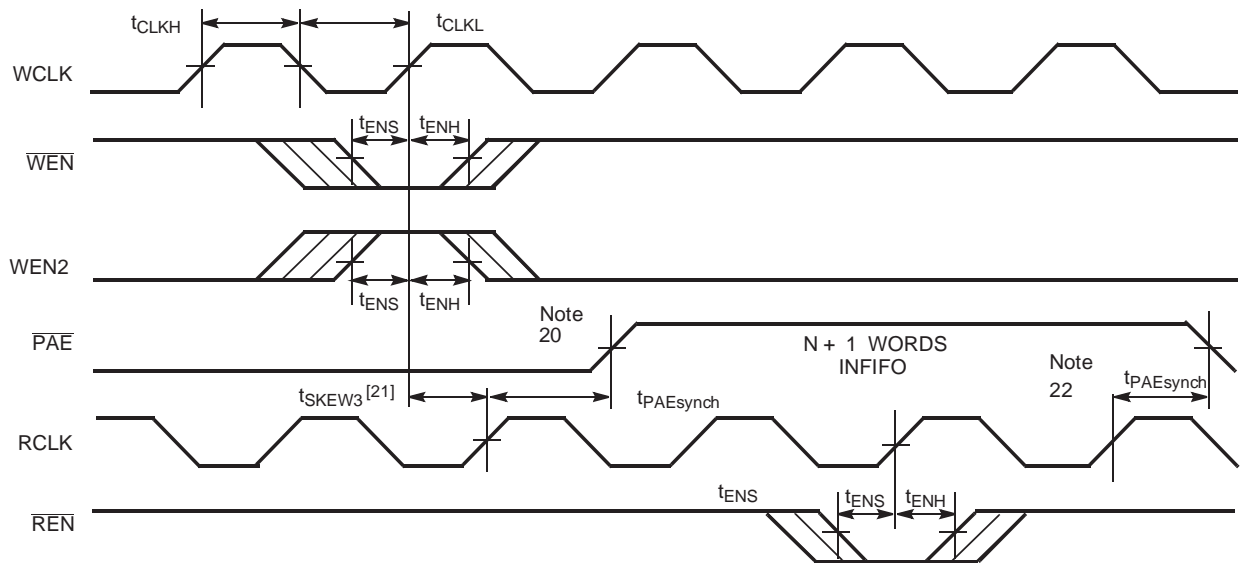 tCLKH
tCLKL
WCLK
tENS tENH
WEN
WEN2
tENS tENH
Note
20
PAE
N + 1 WORDS
INFIFO
Note
22
tPAEsynch
tSKEW3 [21]
tPAEsynch
RCLK
tENS
tENS tENH
REN